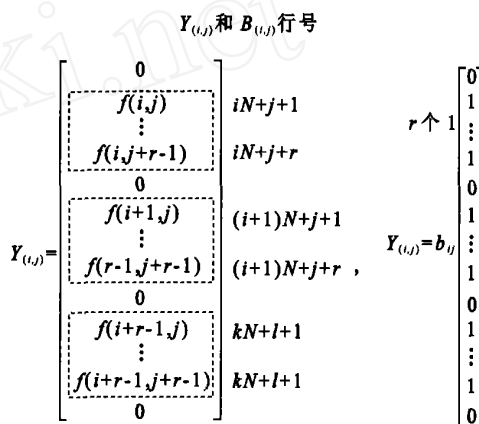 Y(i,j)和 B(i,j)行号
0
f(i,j) iN+j+1
⋮
f(i,j+r-1) iN+j+r
0
f(i+1,j) (i+1)N+j+1
⋮
Y(i,j)= f(r-1,j+r-1) (i+1)N+j+r ,
0
f(i+r-1,j) kN+l+1
⋮
f(i+r-1,j+r-1) kN+l+1
0
r个 1
Y(i,j)=bij
0
1
⋮
1
0
1
⋮
1
0
1
⋮
1
0